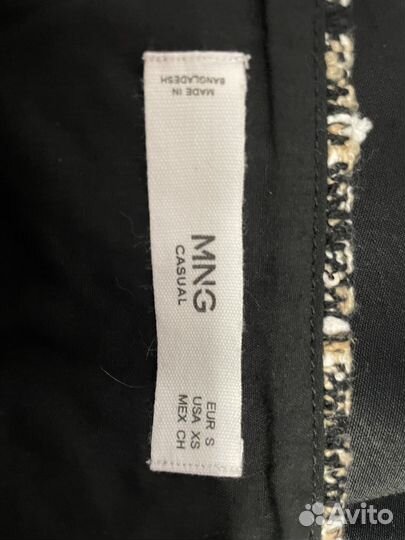 MNG
CASUAL
EUR S
USA XS
MEX CH
MADE IN
BANGLADESH
Avito